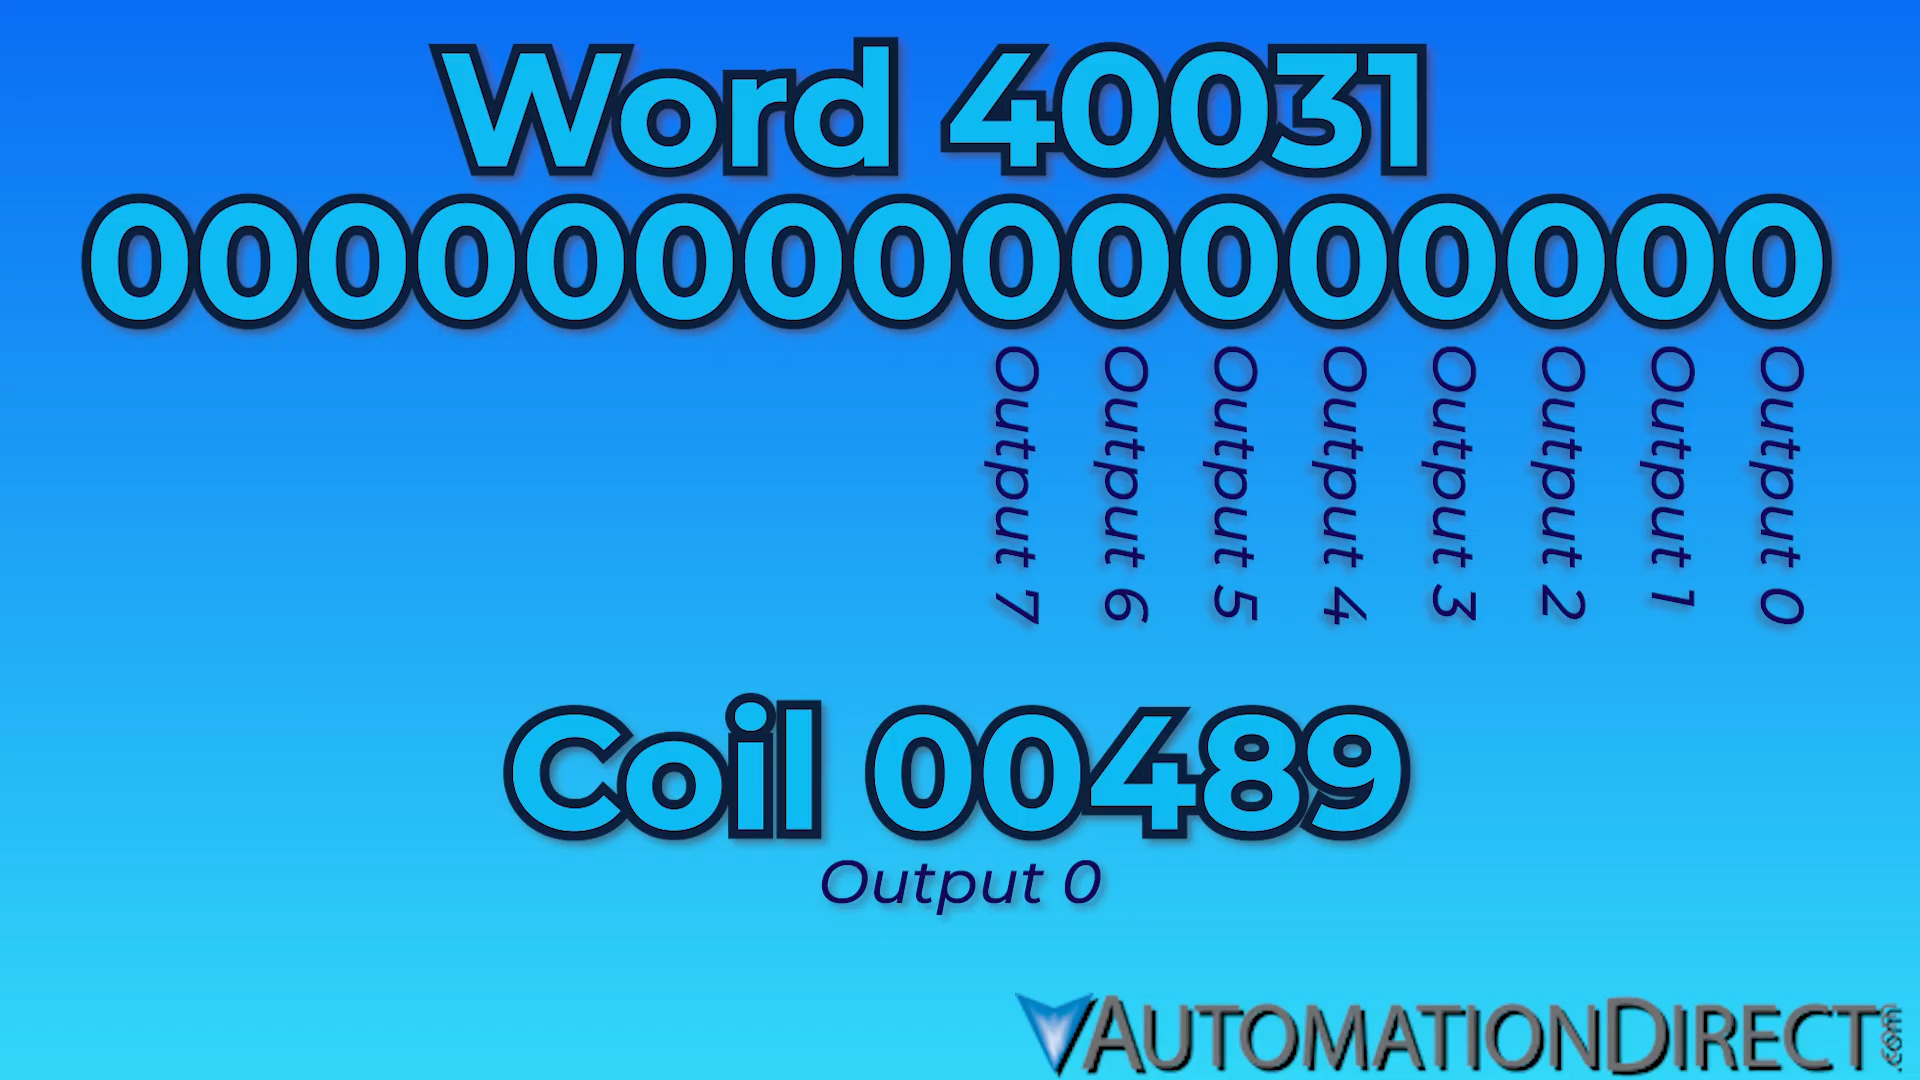 Word 40031
0000000000000000
Output 7
Output 6
Output 5
Output 4
Output 3
Output 2
Output 1
Output 0
Coil 00489
Output 0
AUTOMATIONDIRECT.com